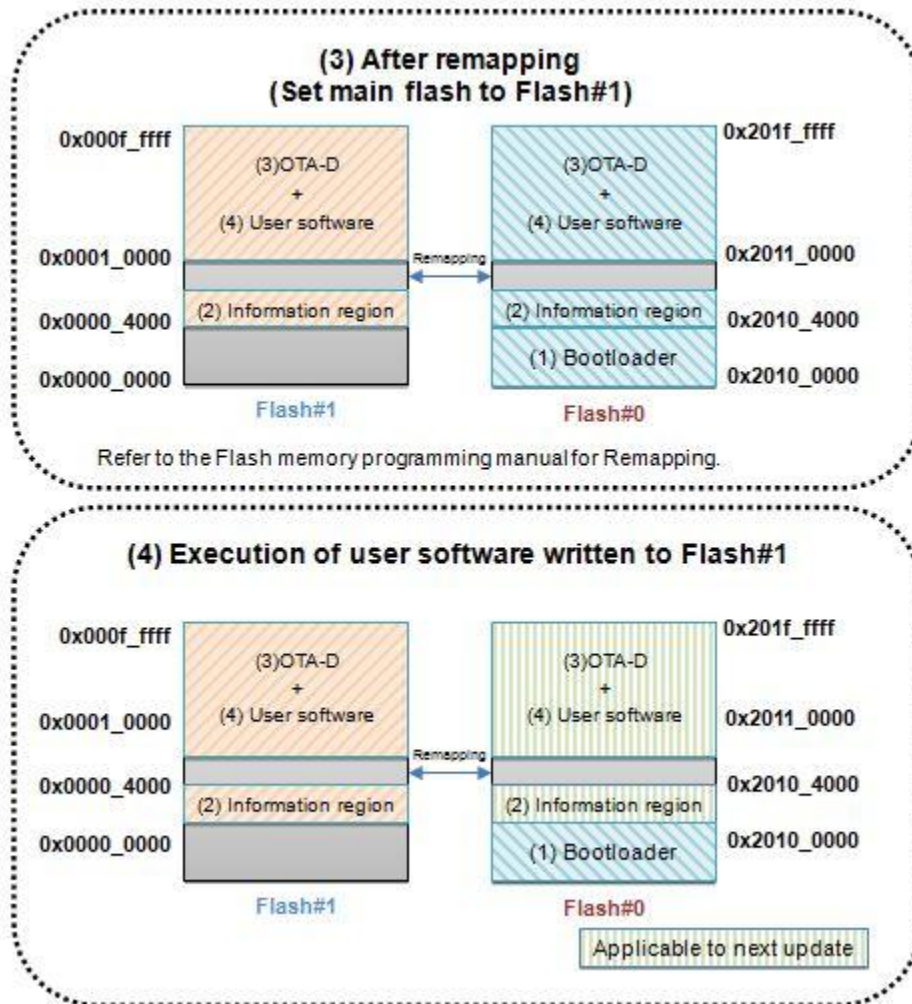 (3) After remapping
(Set main flash to Flash#1)
0x000f_ffff
0x201f_ffff
(3)OTA-D
+
(4) User software
(3)OTA-D
+
(4) User software
0x0001_0000
Remapping
0x2011_0000
0x0000_4000
(2) Information region
(2) Information region
0x2010_4000
(1) Bootloader
0x0000_0000
0x2010_0000
Flash#1
Flash#0
Refer to the Flash memory programming manual for Remapping.
(4) Execution of user software written to Flash#1
0x000f_ffff
0x201f_ffff
(3)OTA-D
+
(4) User software
(3)OTA-D
+
(4) User software
0x0001_0000
0x2011_0000
Remapping
0x0000_4000
0x2010_4000
(2) Information region
(2) Information region
0x0000_0000
(1) Bootloader
0x2010_0000
Flash#1
Flash#0
Applicable to next update